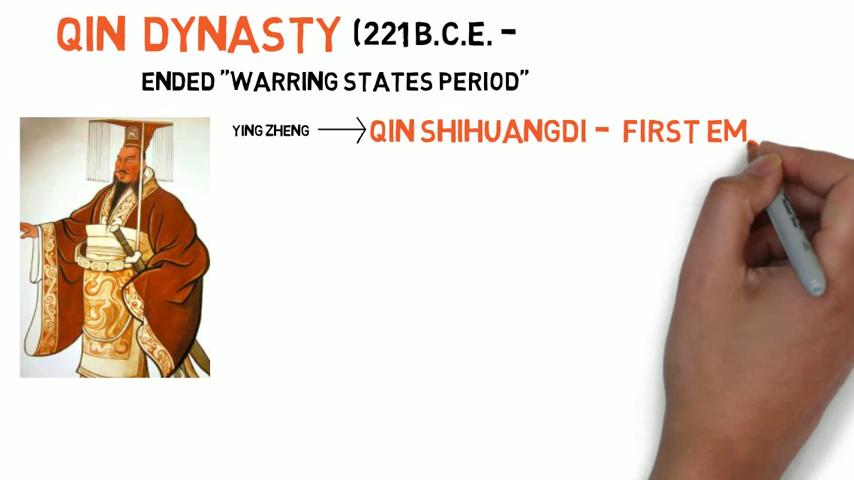 QIN DYNASTY (221 B.C.E. -
ENDED "WARRING STATES PERIOD"
YING ZHENG → QIN SHIHUANGDI - FIRST EM